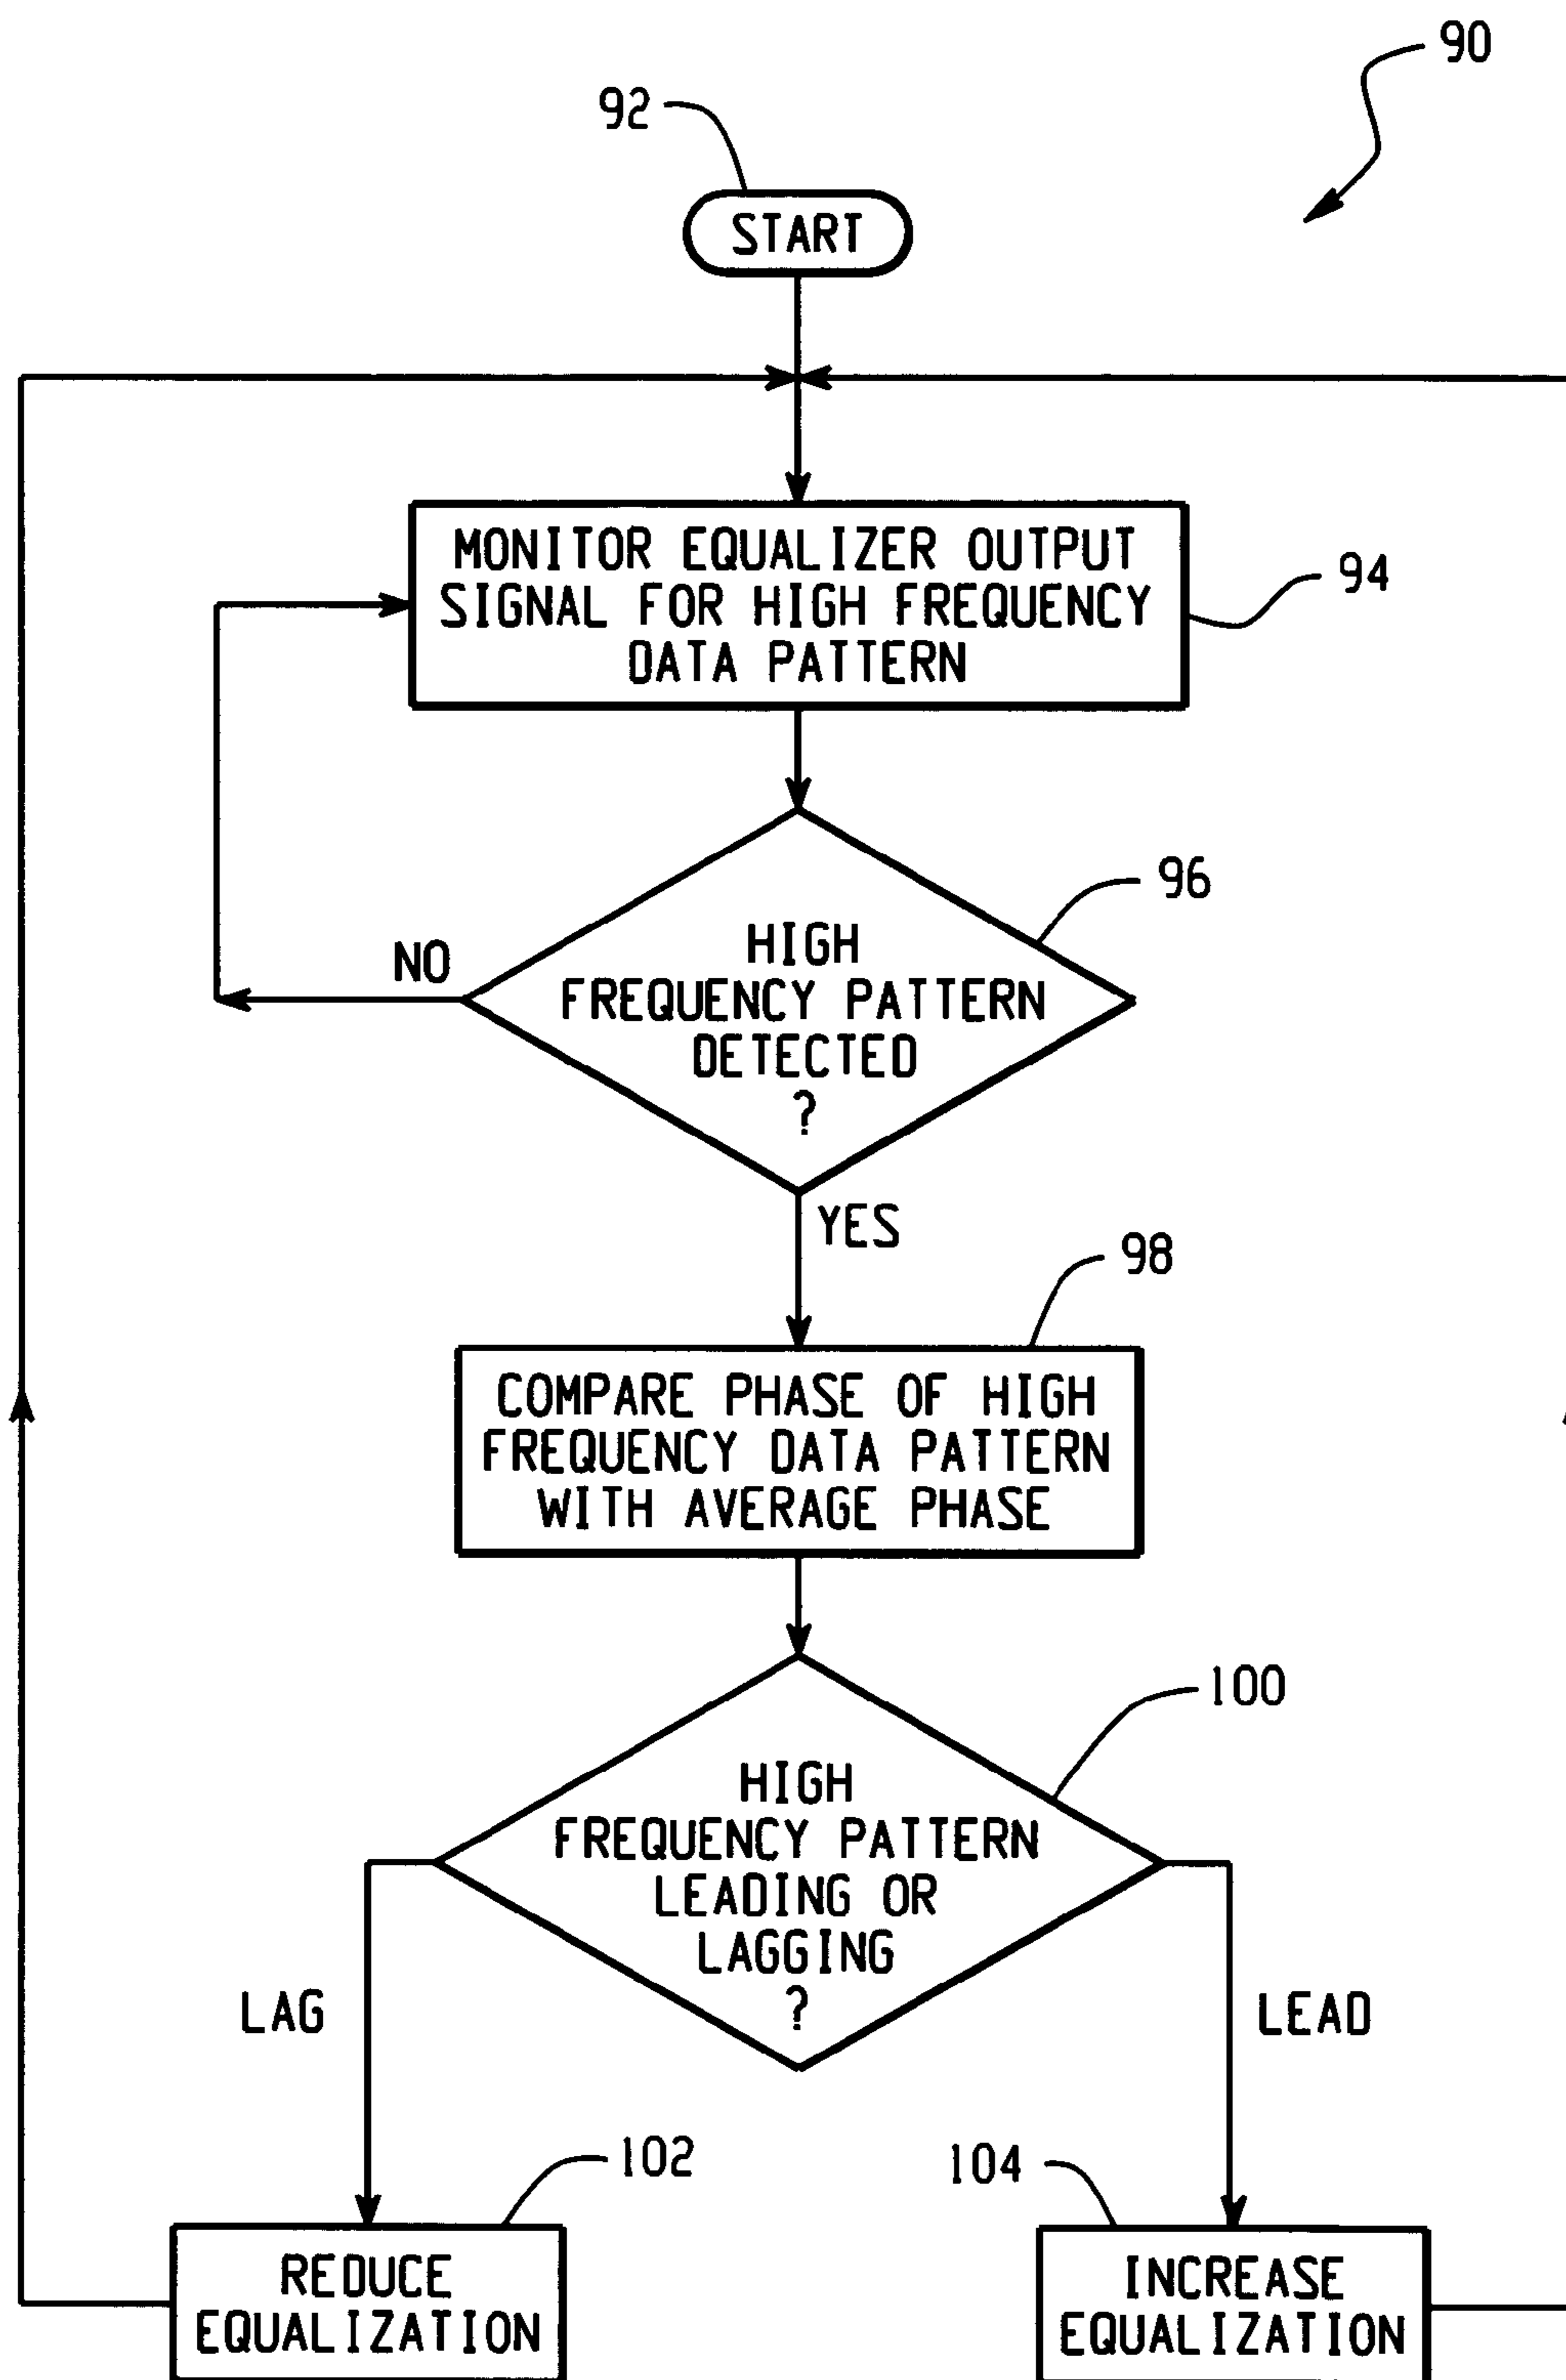 90
92
START
MONITOR EQUALIZER OUTPUT
SIGNAL FOR HIGH FREQUENCY
DATA PATTERN
94
96
HIGH
FREQUENCY PATTERN
DETECTED
?
NO
YES
98
COMPARE PHASE OF HIGH
FREQUENCY DATA PATTERN
WITH AVERAGE PHASE
100
HIGH
FREQUENCY PATTERN
LEADING OR
LAGGING
?
LAG
LEAD
102
104
REDUCE
EQUALIZATION
INCREASE
EQUALIZATION